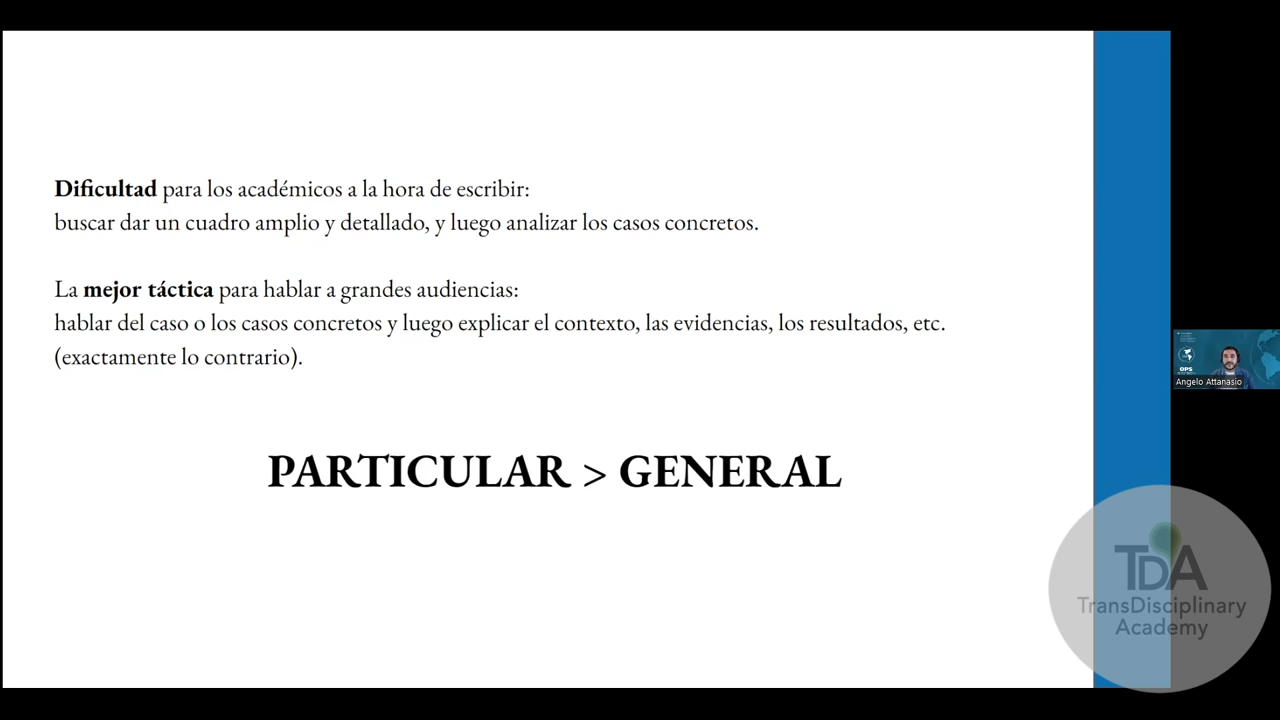 Dificultad para los académicos a la hora de escribir:
buscar dar un cuadro amplio y detallado, y luego analizar los casos concretos.
La mejor táctica para hablar a grandes audiencias:
hablar del caso o los casos concretos y luego explicar el contexto, las evidencias, los resultados, etc.
(exactamente lo contrario).
PARTICULAR > GENERAL
OPS
Angelo Attanasio
TDA
TransDisciplinary
Academy